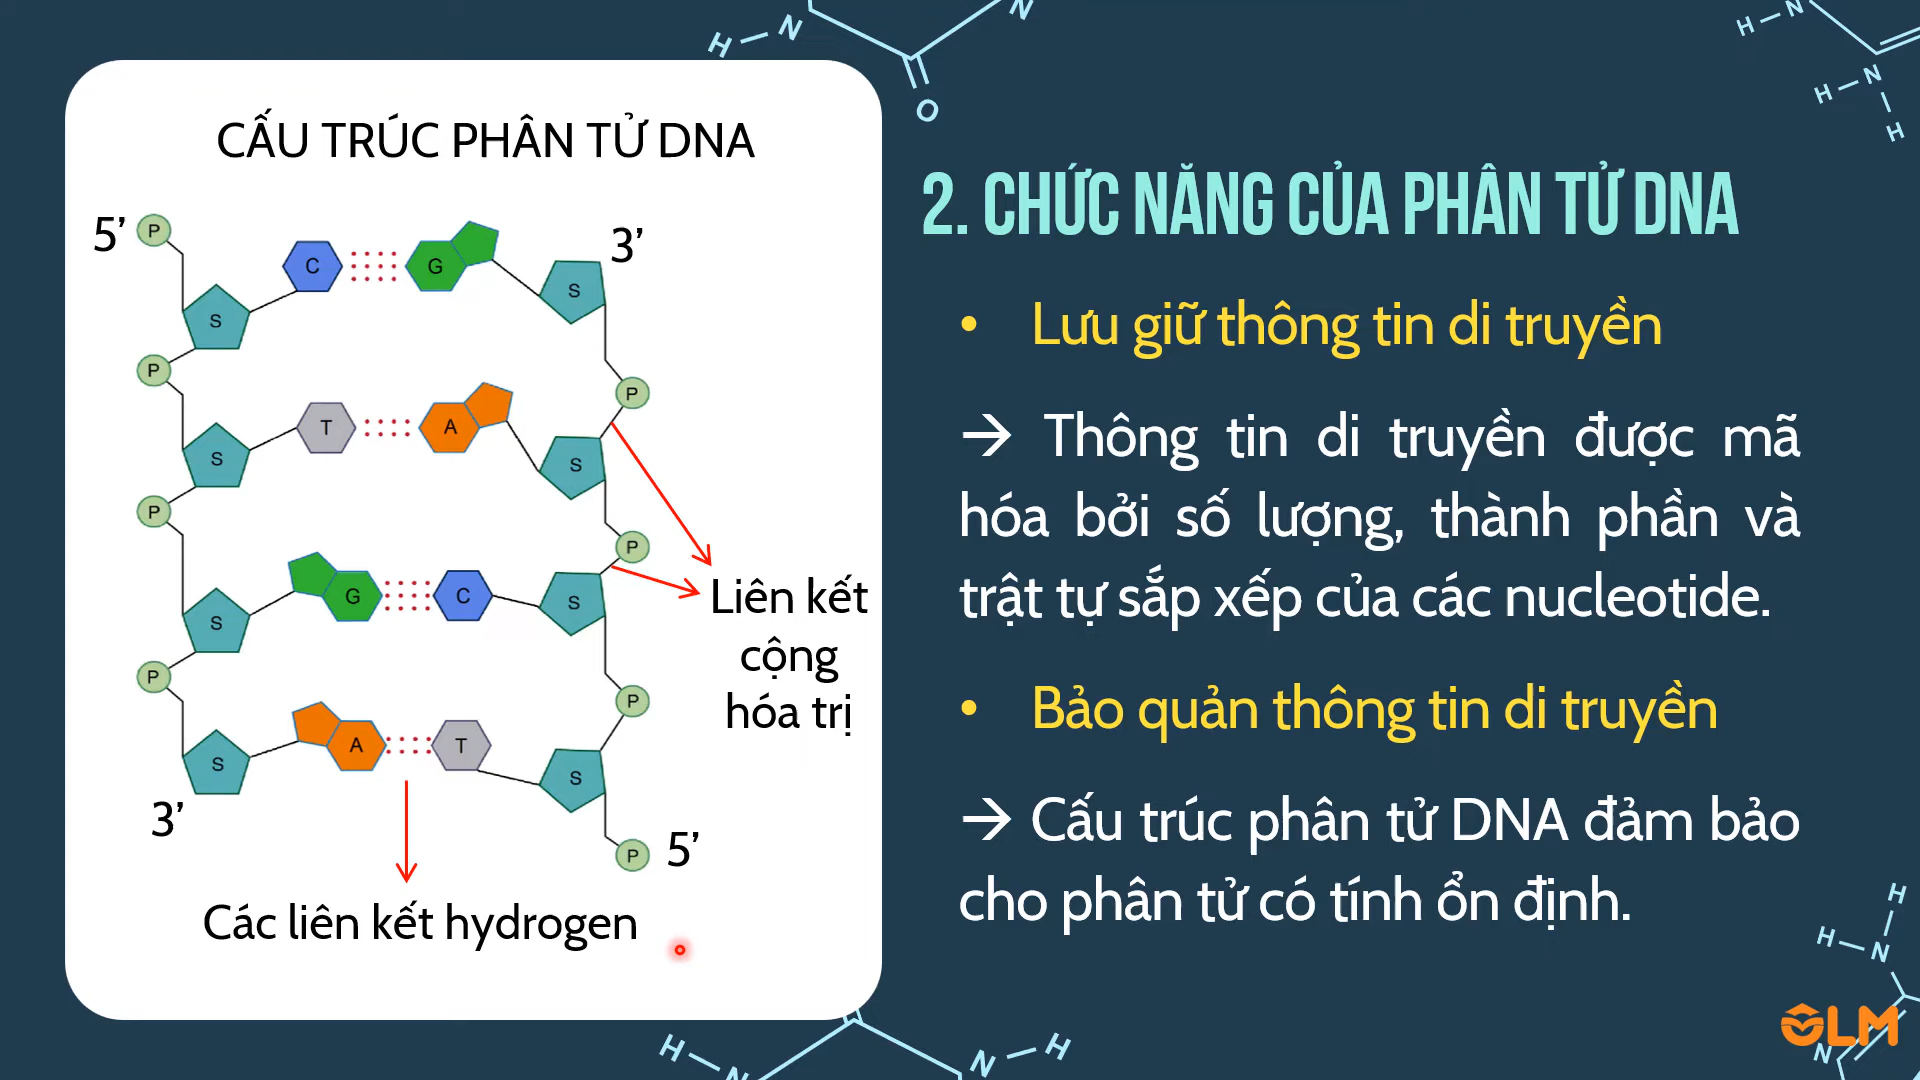 CẤU TRÚC PHÂN TỬ DNA
5’ P C G 3’
S S
P P
T A
S S
P P
G C
S S
P P
A T
S S
3’ P 5’
Liên kết
cộng
hóa trị
Các liên kết hydrogen
2. CHỨC NĂNG CỦA PHÂN TỬ DNA
• Lưu giữ thông tin di truyền
→ Thông tin di truyền được mã
hóa bởi số lượng, thành phần và
trật tự sắp xếp của các nucleotide.
• Bảo quản thông tin di truyền
→ Cấu trúc phân tử DNA đảm bảo
cho phân tử có tính ổn định.
H N N
O
H N
H N
H
H
H N
N
H N N H
N
OLM